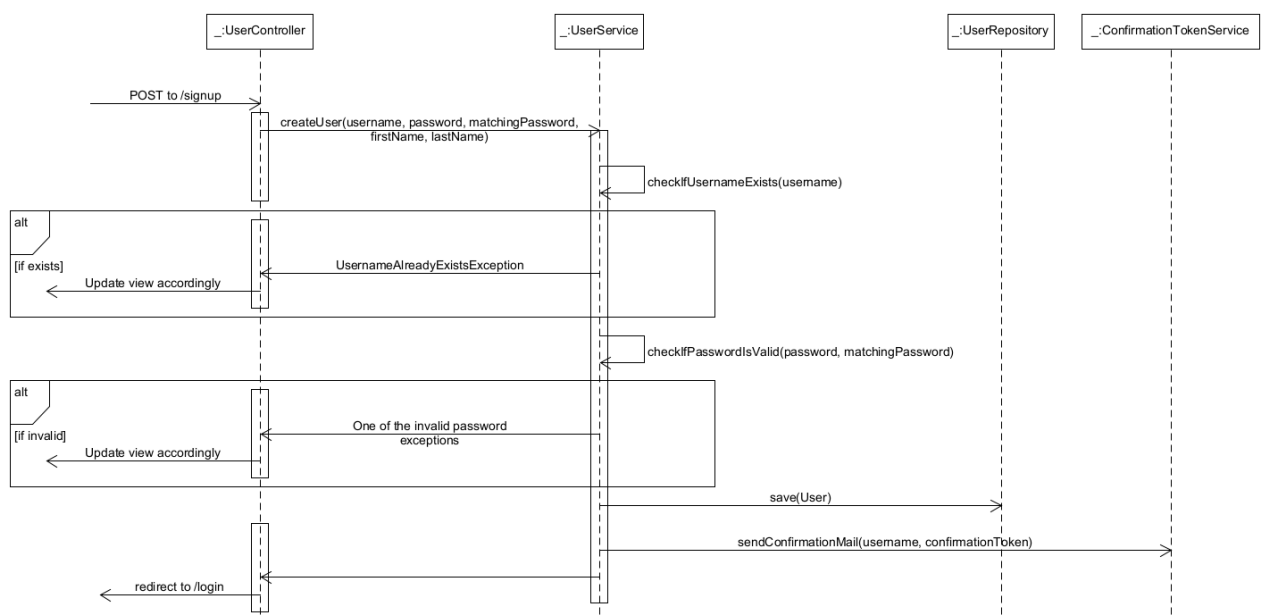 _:UserController
_:UserService
_:UserRepository
_:ConfirmationTokenService
POST to /signup
createUser(username, password, matchingPassword,
firstName, lastName)
checkIfUsernameExists(username)
alt
[if exists]
UsernameAlreadyExistsException
Update view accordingly
checkIfPasswordIsValid(password, matchingPassword)
alt
[if invalid]
One of the invalid password
exceptions
Update view accordingly
save(User)
sendConfirmationMail(username, confirmationToken)
redirect to /login